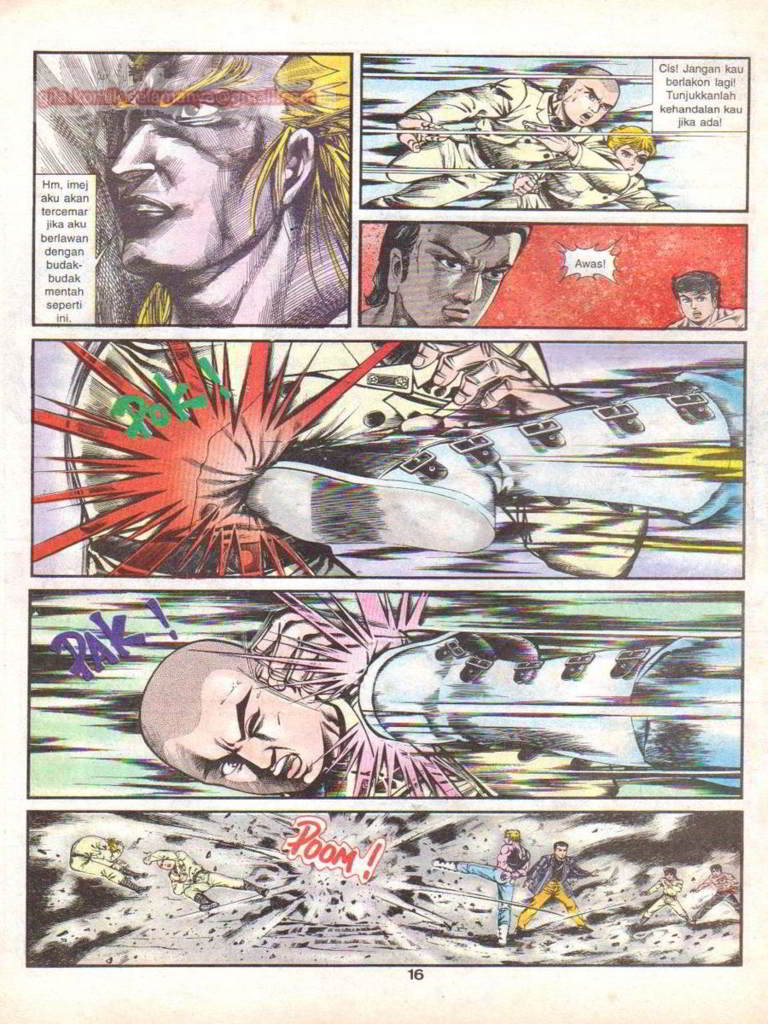 Hm, imej
aku akan
tercemar
jika aku
berlawan
dengan
budak-
budak
mentah
seperti
ini.
Cis! Jangan kau
berlakon lagi!
Tunjukkanlah
kehandalan kau
jika ada!
Awas!
POK!
PAK!
POOM!
16